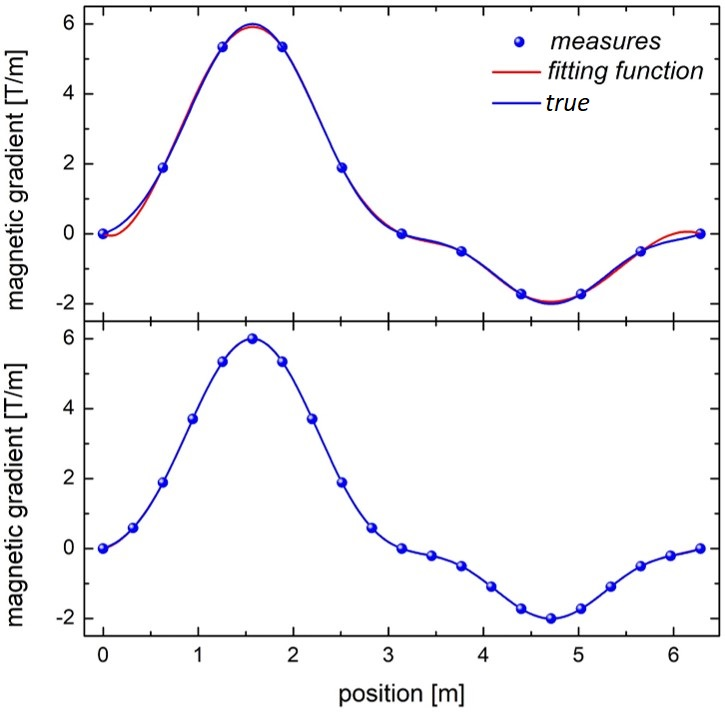 6
4
2
0
-2
magnetic gradient [T/m]
measures
fitting function
true
6
4
2
0
-2
magnetic gradient [T/m]
0 1 2 3 4 5 6
position [m]